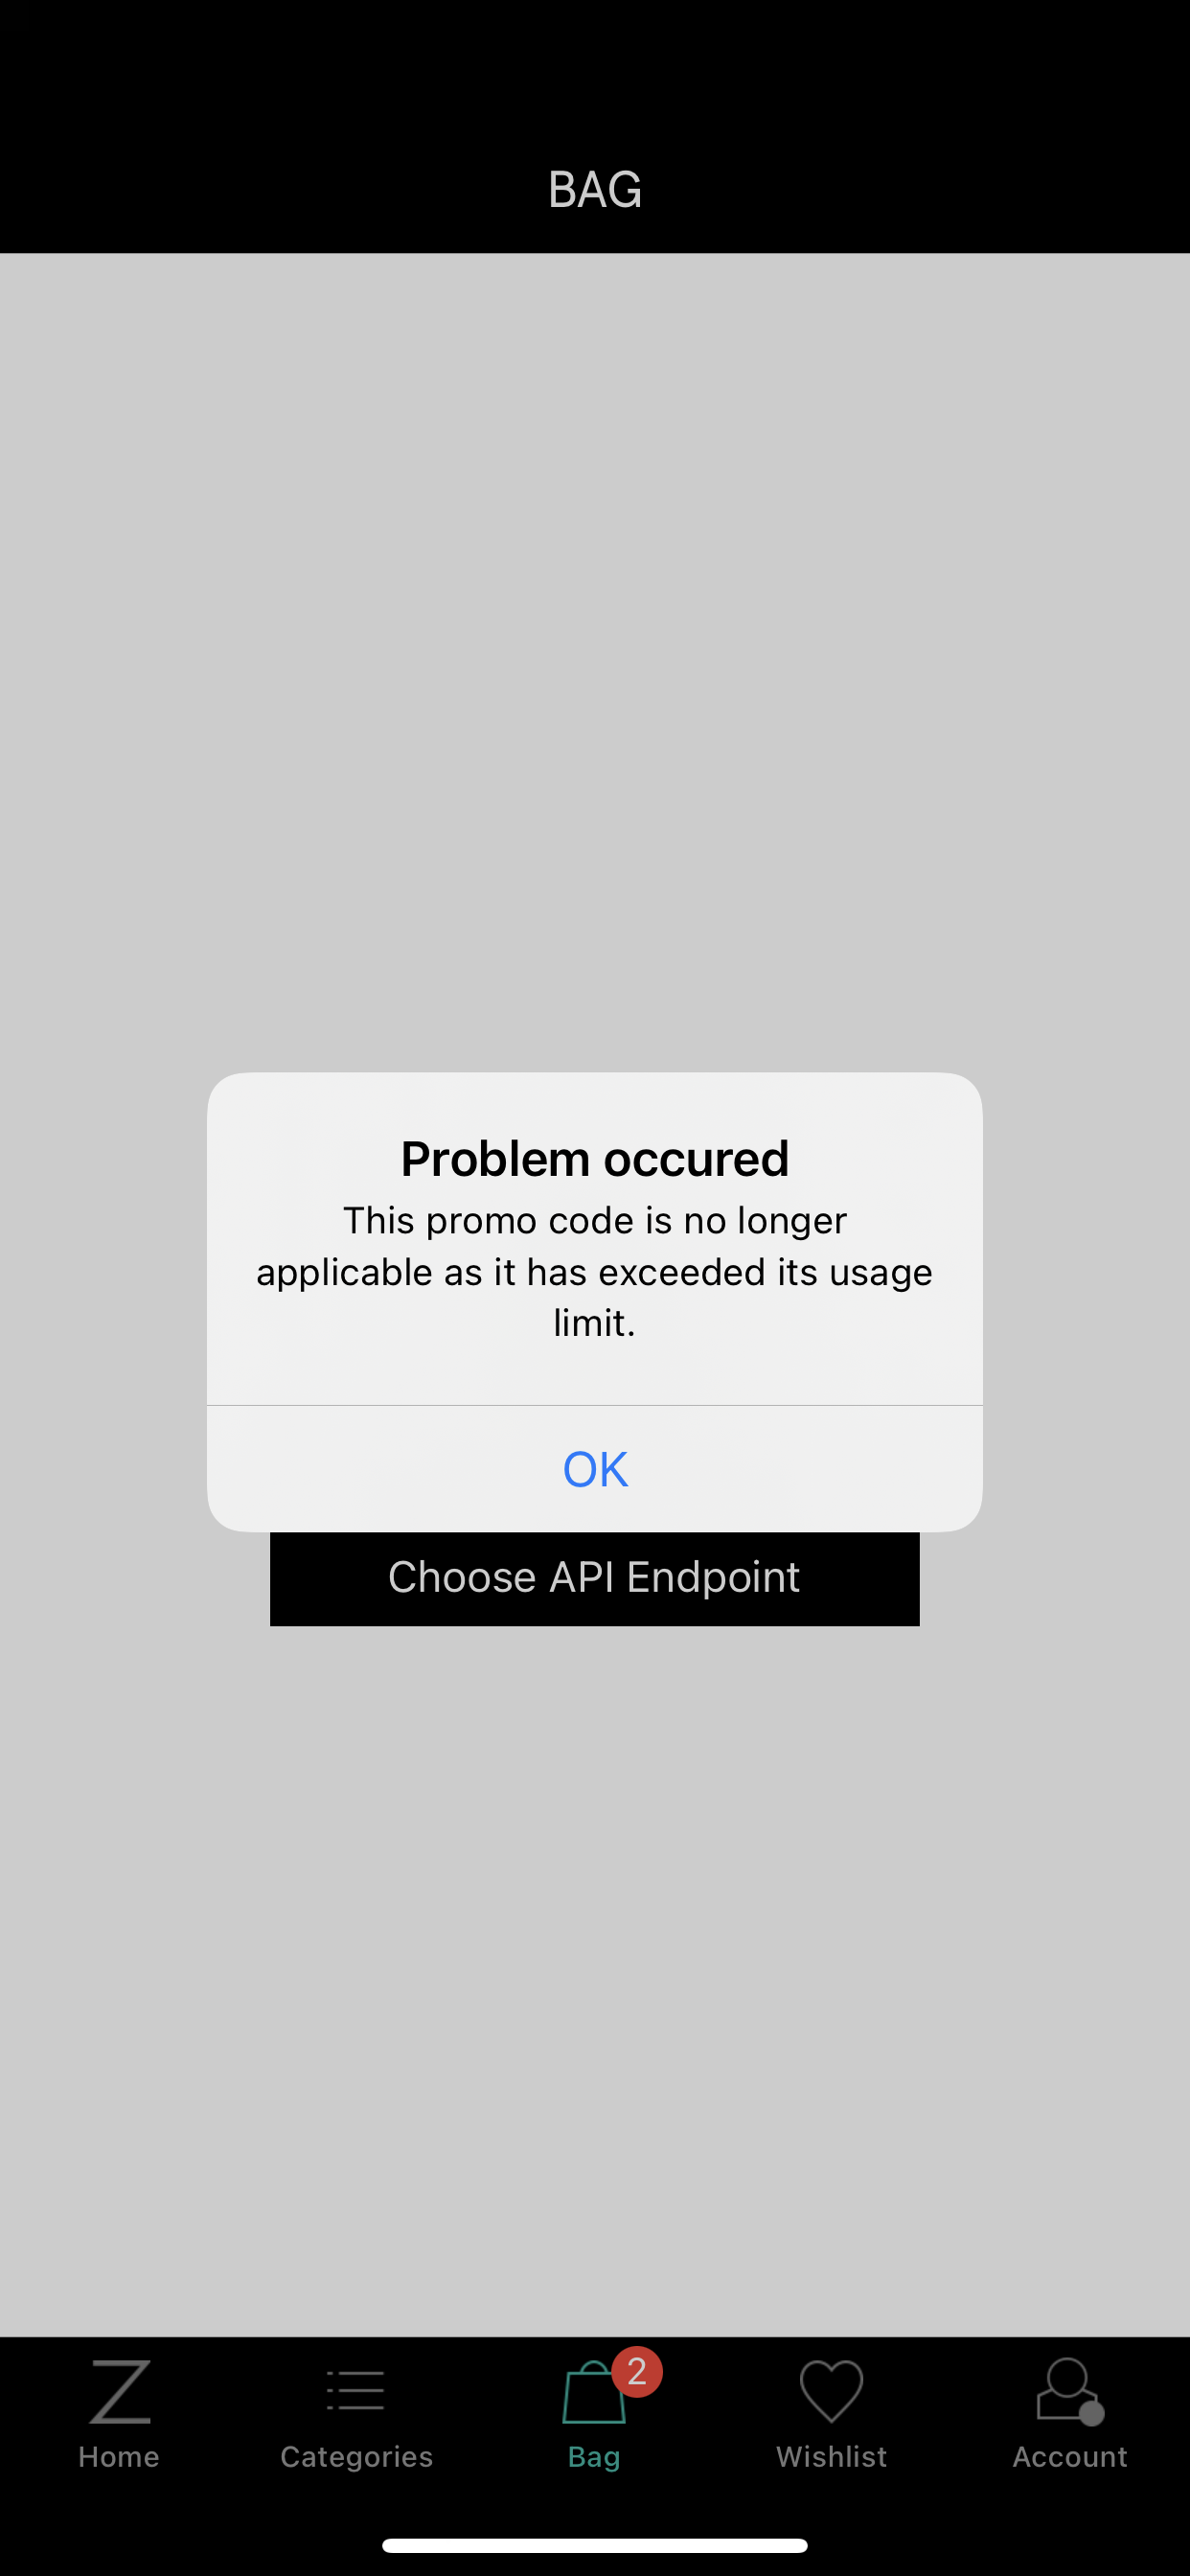 BAG
Problem occured
This promo code is no longer
applicable as it has exceeded its usage
limit.
OK
Choose API Endpoint
2
Home
Categories
Bag
Wishlist
Account